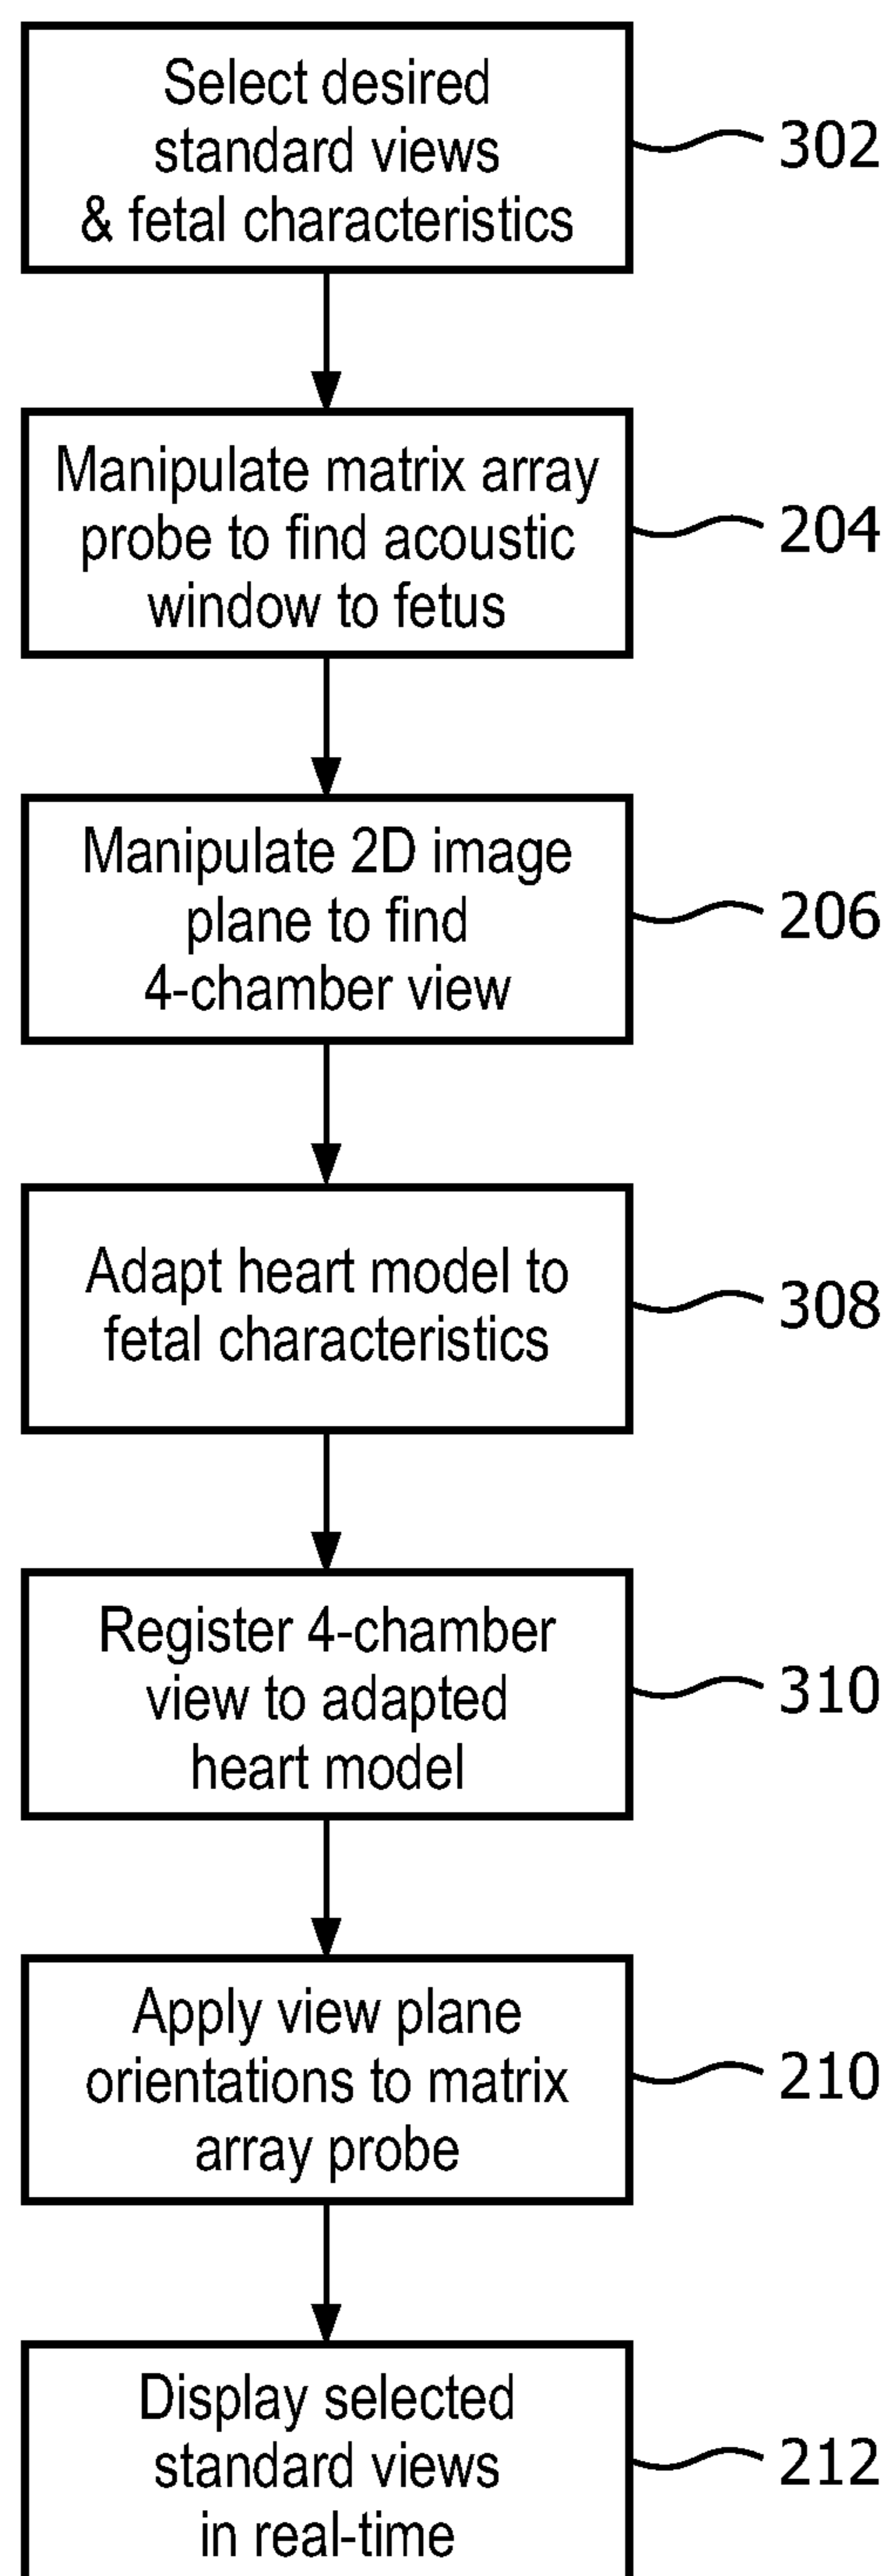 Select desired
standard views
& fetal characteristics
302
Manipulate matrix array
probe to find acoustic
window to fetus
204
Manipulate 2D image
plane to find
4-chamber view
206
Adapt heart model to
fetal characteristics
308
Register 4-chamber
view to adapted
heart model
310
Apply view plane
orientations to matrix
array probe
210
Display selected
standard views
in real-time
212